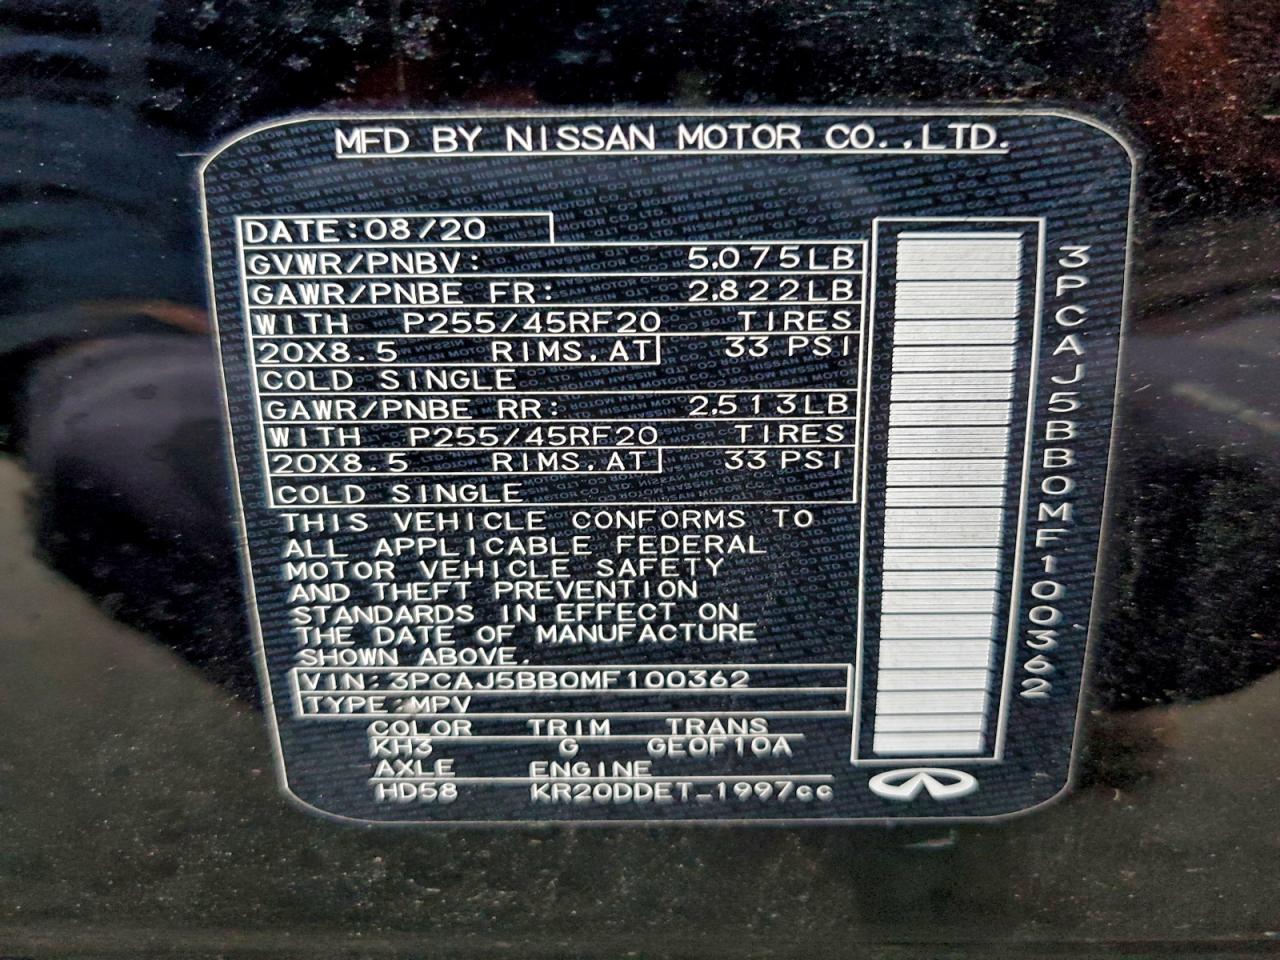 MFD BY NISSAN MOTOR CO.,LTD.
DATE:08/20
GVWR/PNBV: 5,075LB
GAWR/PNBE FR: 2,822LB
WITH P255/45RF20 TIRES
20X8.5 RIMS,AT 33 PSI
COLD SINGLE
GAWR/PNBE RR: 2,513LB
WITH P255/45RF20 TIRES
20X8.5 RIMS,AT 33 PSI
COLD SINGLE
THIS VEHICLE CONFORMS TO
ALL APPLICABLE FEDERAL
MOTOR VEHICLE SAFETY
AND THEFT PREVENTION
STANDARDS IN EFFECT ON
THE DATE OF MANUFACTURE
SHOWN ABOVE.
VIN:3PCAJ5BB0MF100362
TYPE:MPV
COLOR TRIM TRANS
KH3 G GE0F10A
AXLE ENGINE
HD58 KR20DDET_1997cc
3PCAJ5BB0MF100362